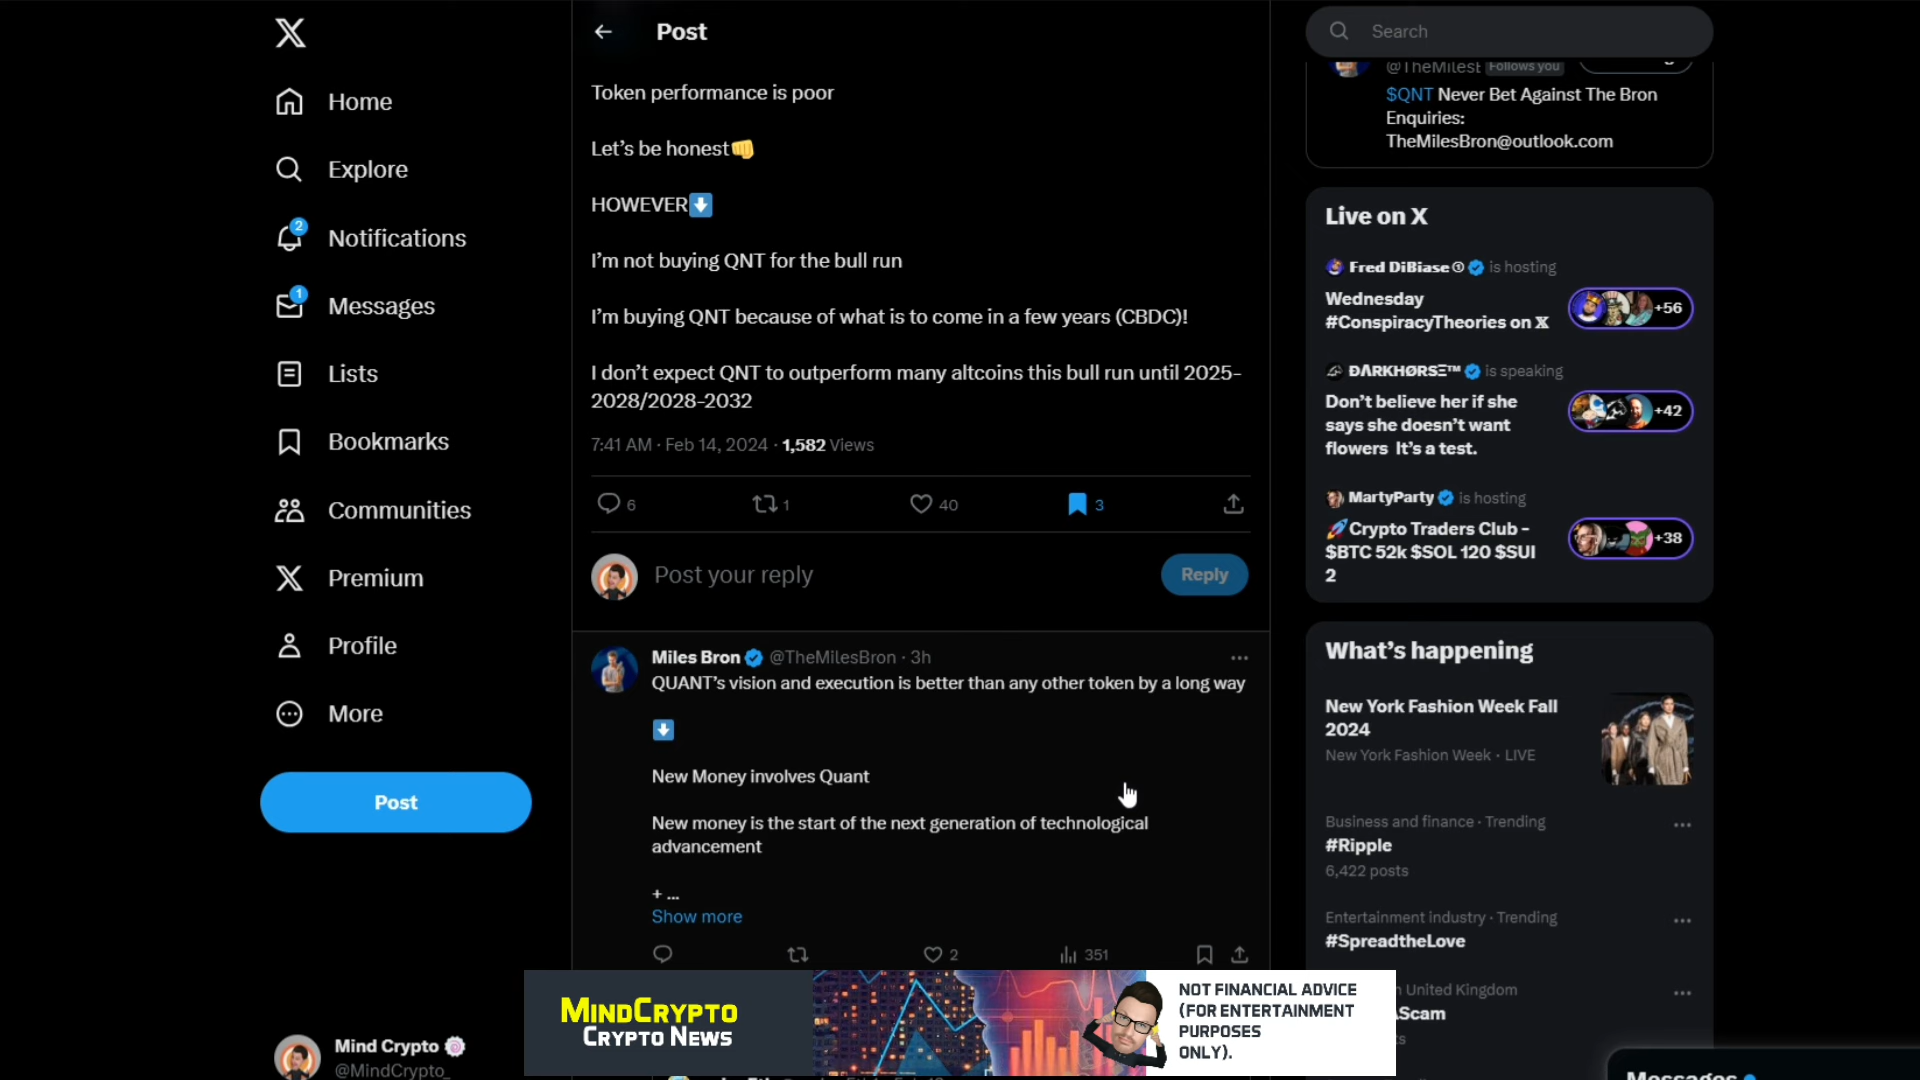 Home
Explore
2
Notifications
1
Messages
Lists
Bookmarks
Communities
Premium
Profile
More
Post
Mind Crypto
@MindCrypto_
Post
Token performance is poor
Let's be honest
HOWEVER
I'm not buying QNT for the bull run
I'm buying QNT because of what is to come in a few years (CBDC)!
I don't expect QNT to outperform many altcoins this bull run until 2025-
2028/2028-2032
7:41 AM · Feb 14, 2024 · 1,582 Views
6
1
40
3
Post your reply
Reply
Miles Bron @TheMilesBron · 3h
QUANT's vision and execution is better than any other token by a long way
New Money involves Quant
New money is the start of the next generation of technological
advancement
+ ...
Show more
2
351
MINDCRYPTO
CRYPTO NEWS
NOT FINANCIAL ADVICE
(FOR ENTERTAINMENT
PURPOSES
ONLY).
Search
Follows you
$QNT Never Bet Against The Bron
Enquiries:
TheMilesBron@outlook.com
Live on X
Fred DiBiase is hosting
Wednesday
#ConspiracyTheories on X
+56
DARKHØRSE™ is speaking
Don't believe her if she
says she doesn't want
flowers It's a test.
+42
MartyParty is hosting
Crypto Traders Club -
$BTC 52k $SOL 120 $SUI
2
+38
What's happening
New York Fashion Week Fall
2024
New York Fashion Week · LIVE
Business and finance · Trending
#Ripple
6,422 posts
Entertainment industry · Trending
#SpreadtheLove
United Kingdom
Scam
Messages